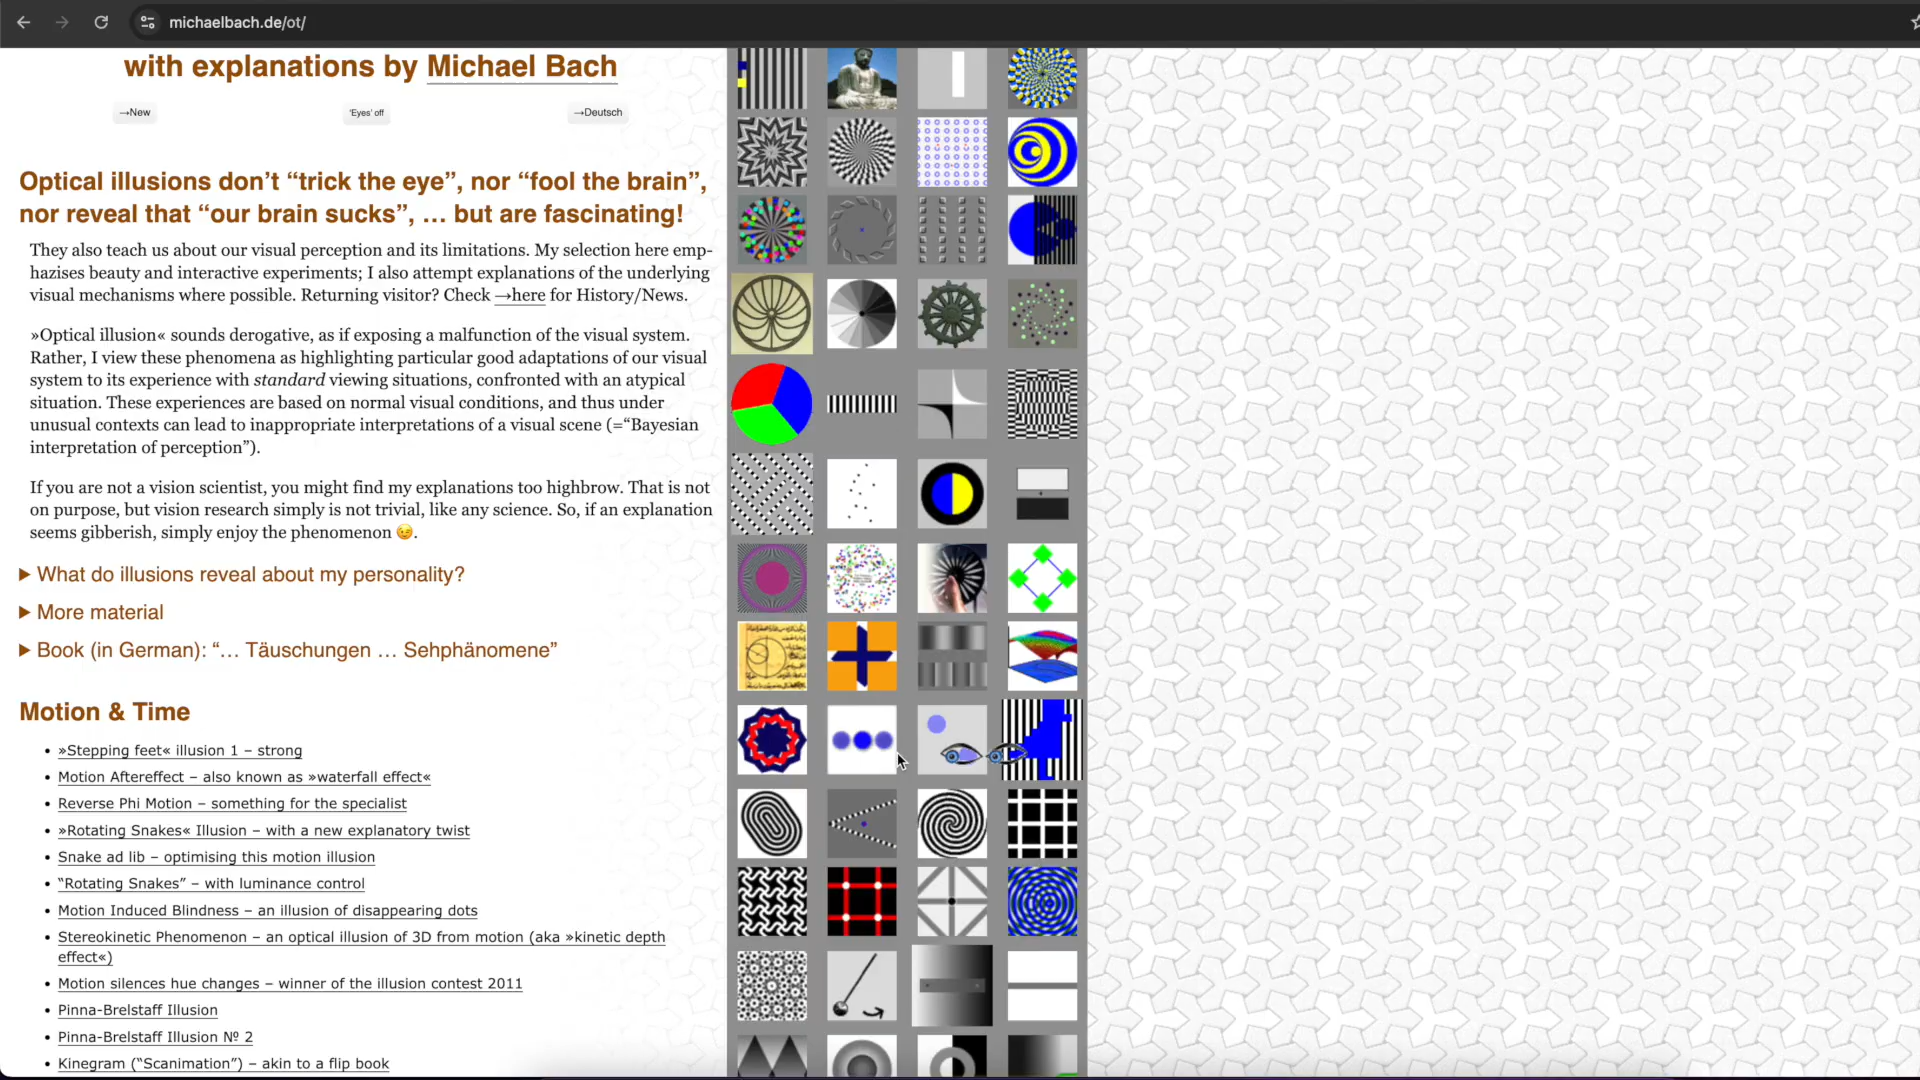 michaelbach.de/ot/
with explanations by Michael Bach
→New
'Eyes' off
→Deutsch
Optical illusions don’t “trick the eye”, nor “fool the brain”,
nor reveal that “our brain sucks”, … but are fascinating!
They also teach us about our visual perception and its limitations. My selection here emp-
hazises beauty and interactive experiments; I also attempt explanations of the underlying
visual mechanisms where possible. Returning visitor? Check →here for History/News.
»Optical illusion« sounds derogative, as if exposing a malfunction of the visual system.
Rather, I view these phenomena as highlighting particular good adaptations of our visual
system to its experience with standard viewing situations, confronted with an atypical
situation. These experiences are based on normal visual conditions, and thus under
unusual contexts can lead to inappropriate interpretations of a visual scene (=“Bayesian
interpretation of perception”).
If you are not a vision scientist, you might find my explanations too highbrow. That is not
on purpose, but vision research simply is not trivial, like any science. So, if an explanation
seems gibberish, simply enjoy the phenomenon 😉.
▶ What do illusions reveal about my personality?
▶ More material
▶ Book (in German): “… Täuschungen … Sehphänomene”
Motion & Time
• »Stepping feet« illusion 1 – strong
• Motion Aftereffect – also known as »waterfall effect«
• Reverse Phi Motion – something for the specialist
• »Rotating Snakes« Illusion – with a new explanatory twist
• Snake ad lib – optimising this motion illusion
• “Rotating Snakes” – with luminance control
• Motion Induced Blindness – an illusion of disappearing dots
• Stereokinetic Phenomenon – an optical illusion of 3D from motion (aka »kinetic depth
effect«)
• Motion silences hue changes – winner of the illusion contest 2011
• Pinna-Brelstaff Illusion
• Pinna-Brelstaff Illusion № 2
• Kinegram (“Scanimation”) – akin to a flip book